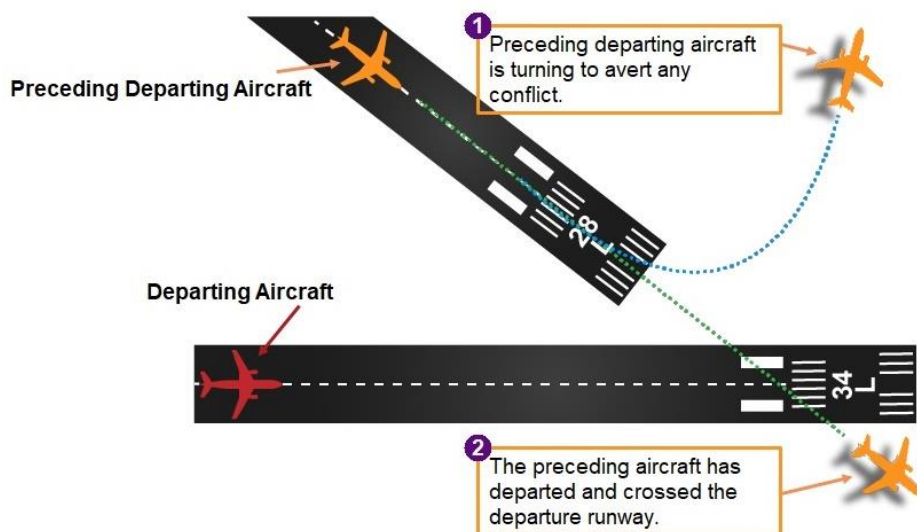 1
Preceding departing aircraft
is turning to avert any
conflict.
Preceding Departing Aircraft
28
L
Departing Aircraft
34
L
2
The preceding aircraft has
departed and crossed the
departure runway.